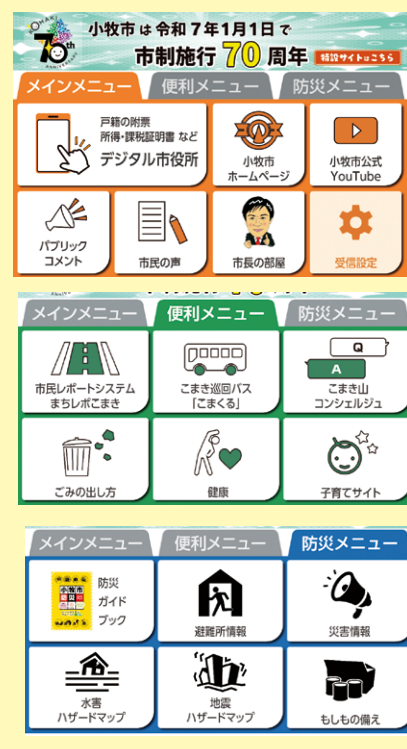 KOMAKI
70th
ANNIVERSARY
小牧市は令和7年1月1日で
市制施行70周年
特設サイトはこちら
メインメニュー 便利メニュー 防災メニュー
戸籍の附票
所得・課税証明書 など
デジタル市役所
小牧市
ホームページ
小牧市公式
YouTube
パブリック
コメント
市民の声
市長の部屋
受信設定
メインメニュー 便利メニュー 防災メニュー
市民レポートシステム
まちレポこまき
こまき巡回バス
「こまくる」
Q
A
こまき山
コンシェルジュ
ごみの出し方
健康
子育てサイト
メインメニュー 便利メニュー 防災メニュー
小牧市
防災
ガイド
ブック
避難所情報
災害情報
水害
ハザードマップ
地震
ハザードマップ
もしもの備え